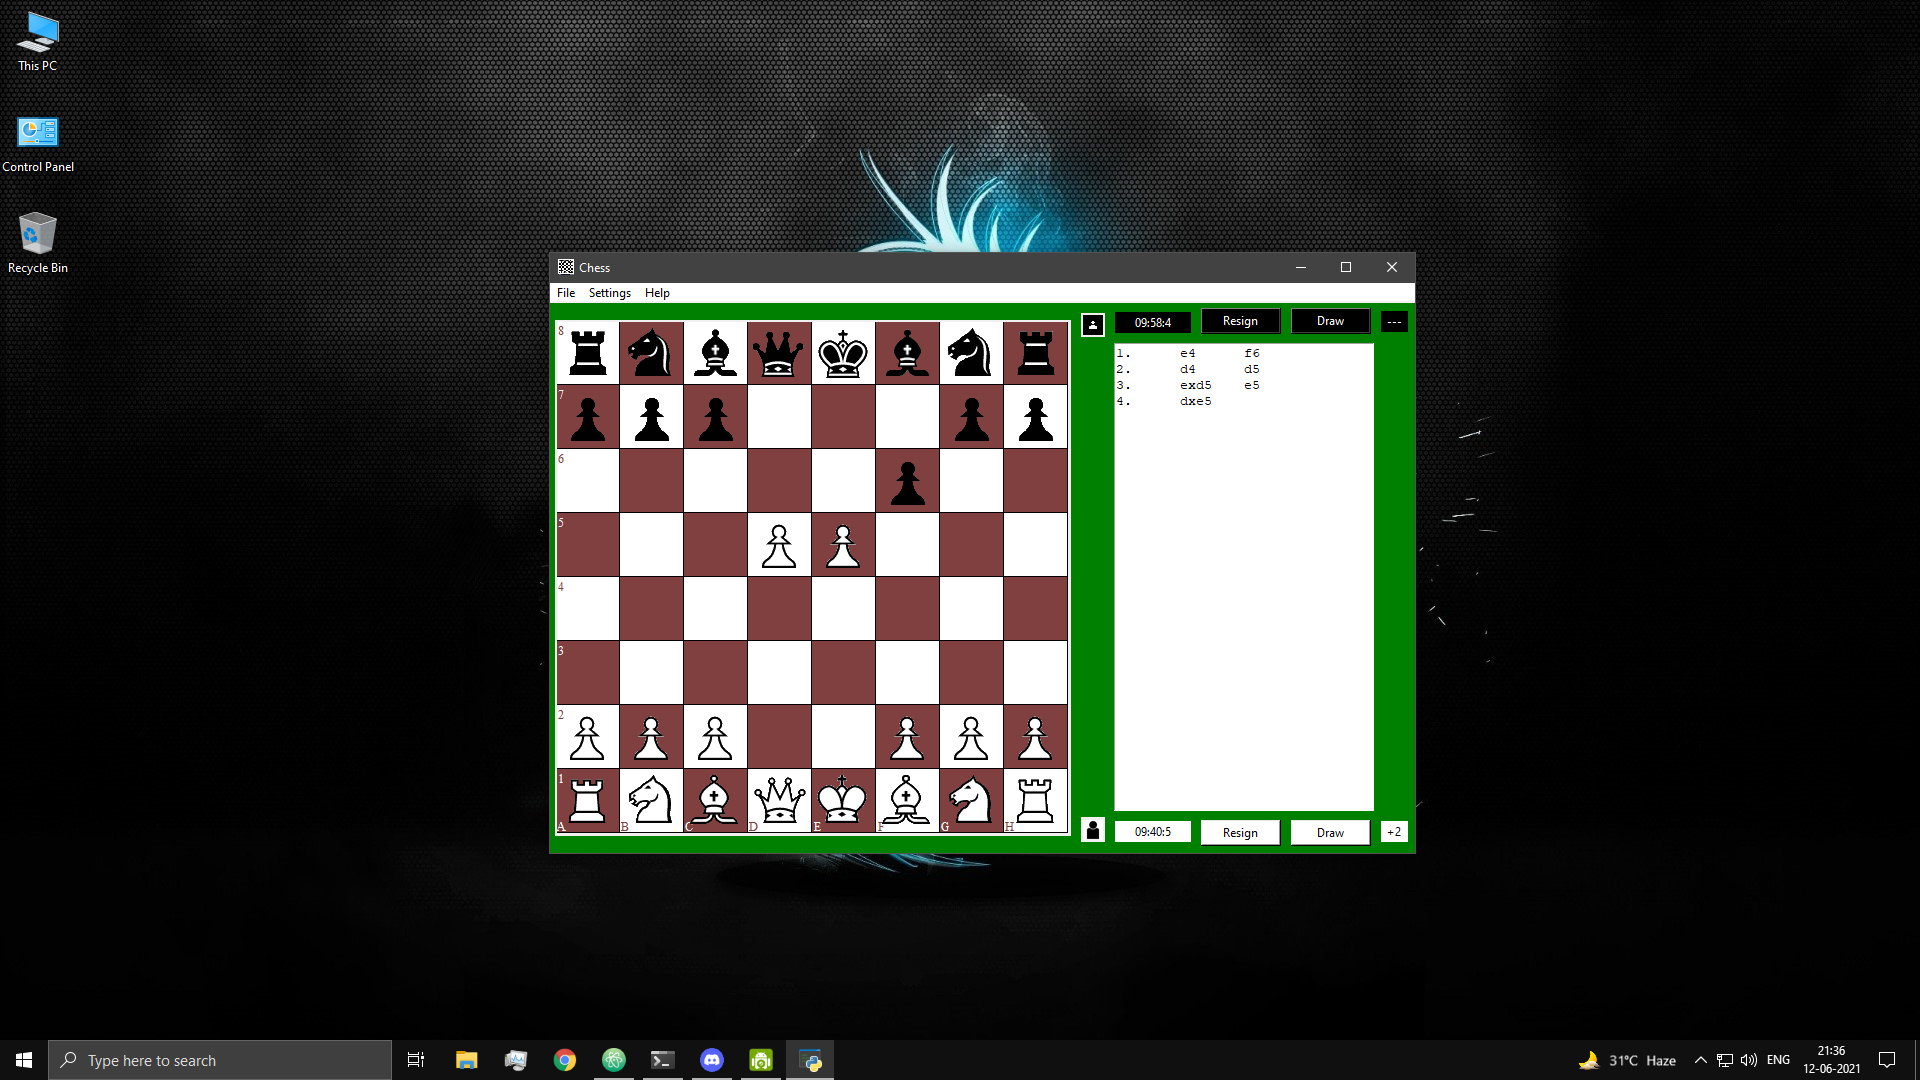 This PC
Control Panel
Recycle Bin
Chess
File Settings Help
8
7
6
5
4
3
2
1
A B C D E F G H
09:58:4 Resign Draw ---
1. e4 f6
2. d4 d5
3. exd5 e5
4. dxe5
09:40:5 Resign Draw +2
Type here to search
31°C Haze
ENG
21:36
12-06-2021